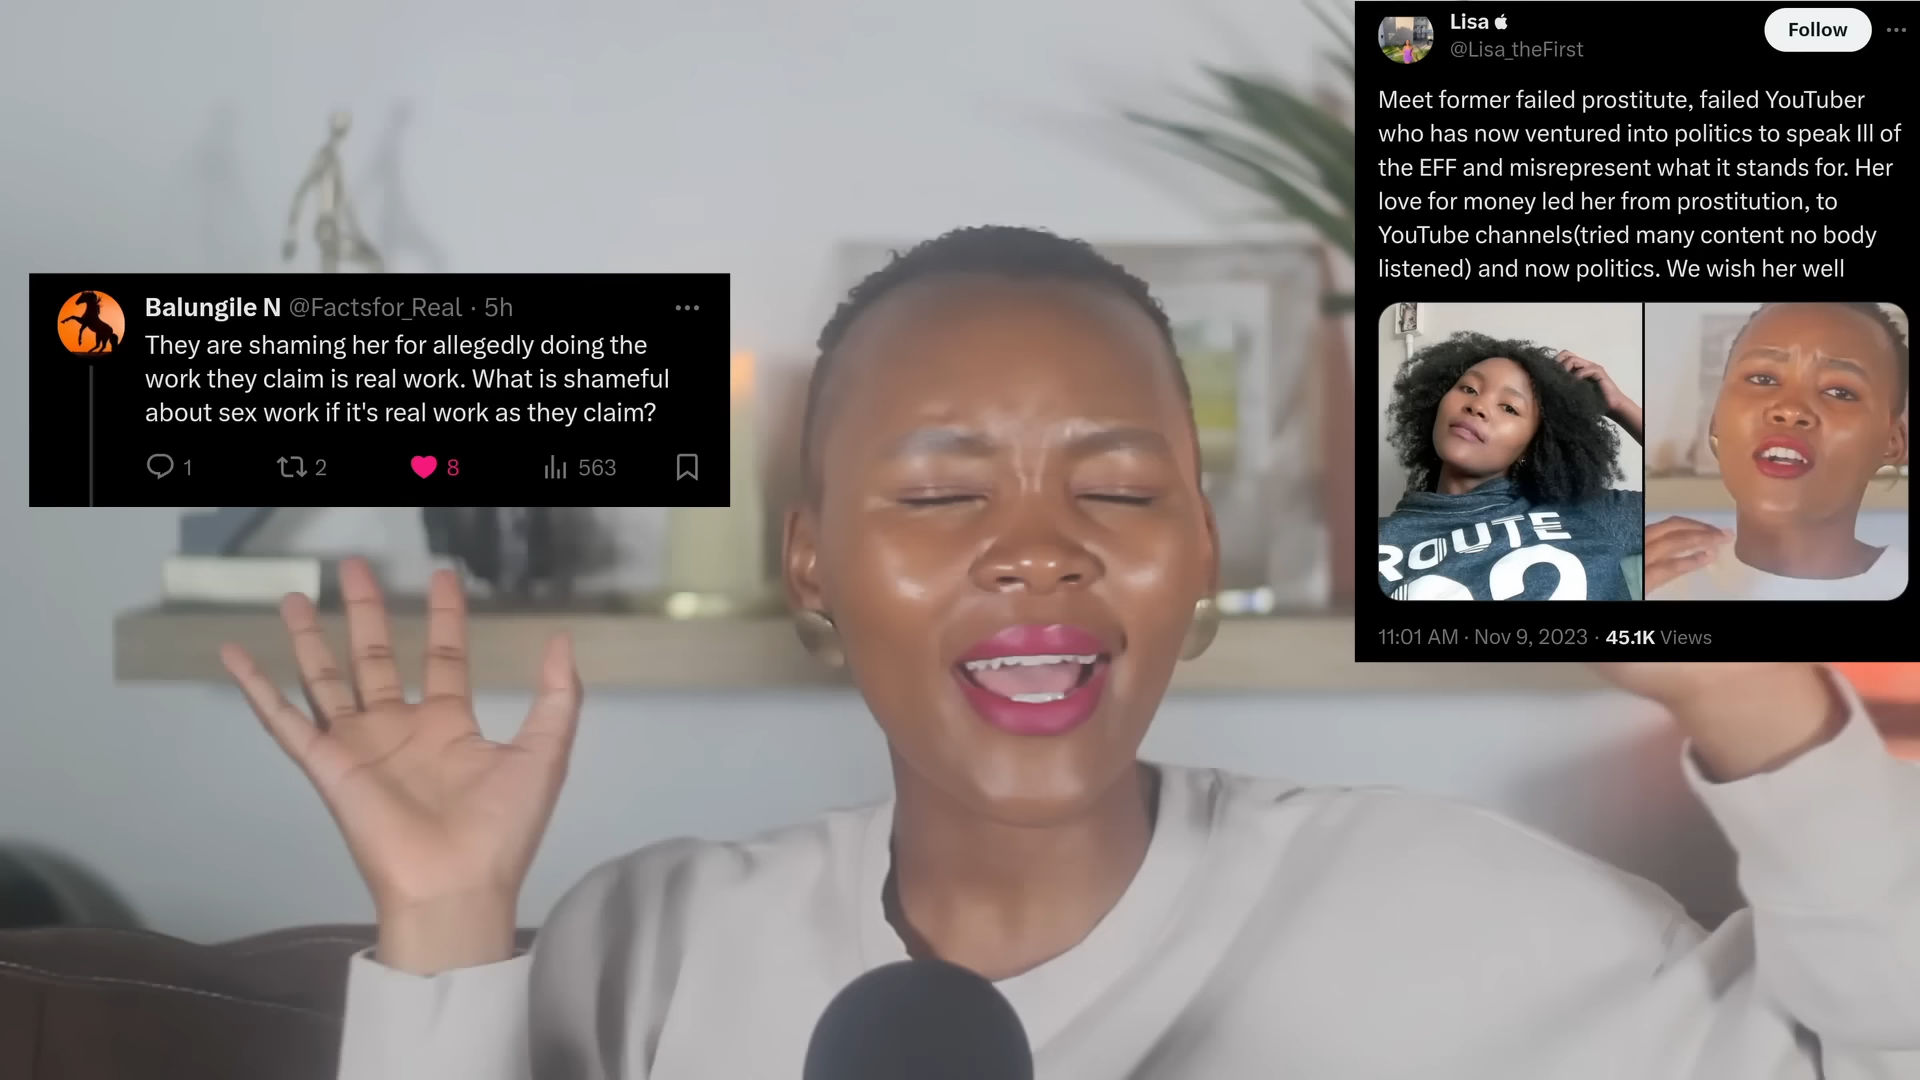 Balungile N @Factsfor_Real · 5h
They are shaming her for allegedly doing the
work they claim is real work. What is shameful
about sex work if it's real work as they claim?
1 2 8 563
Lisa
@Lisa_theFirst
Follow
Meet former failed prostitute, failed YouTuber
who has now ventured into politics to speak Ill of
the EFF and misrepresent what it stands for. Her
love for money led her from prostitution, to
YouTube channels(tried many content no body
listened) and now politics. We wish her well
ROUTE
11:01 AM · Nov 9, 2023 · 45.1K Views